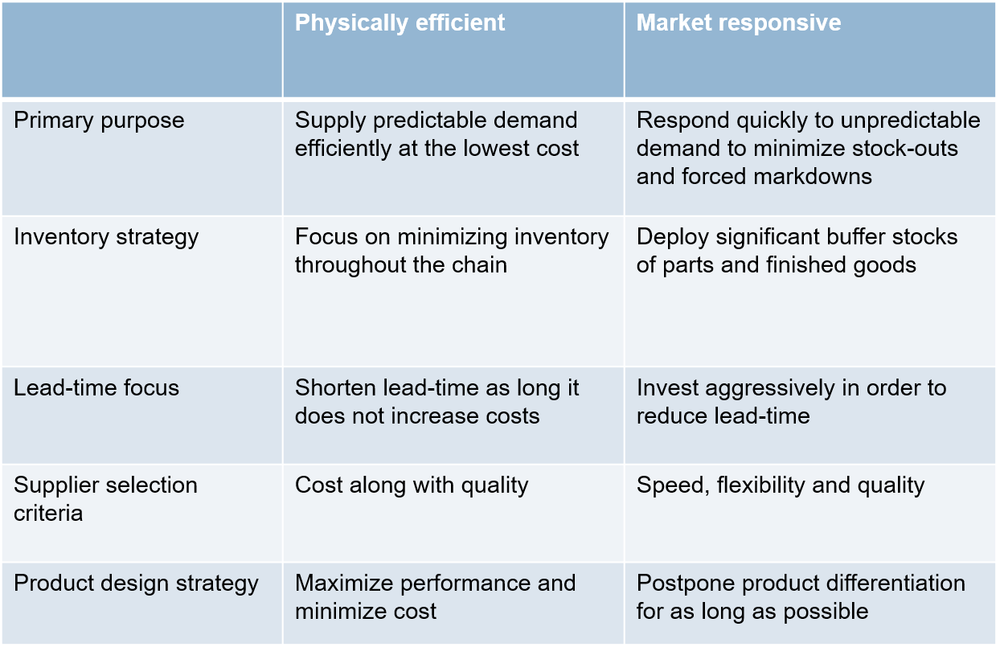 Physically efficient
Market responsive
Primary purpose
Supply predictable demand
efficiently at the lowest cost
Respond quickly to unpredictable
demand to minimize stock-outs
and forced markdowns
Inventory strategy
Focus on minimizing inventory
throughout the chain
Deploy significant buffer stocks
of parts and finished goods
Lead-time focus
Shorten lead-time as long it
does not increase costs
Invest aggressively in order to
reduce lead-time
Supplier selection
criteria
Cost along with quality
Speed, flexibility and quality
Product design strategy
Maximize performance and
minimize cost
Postpone product differentiation
for as long as possible